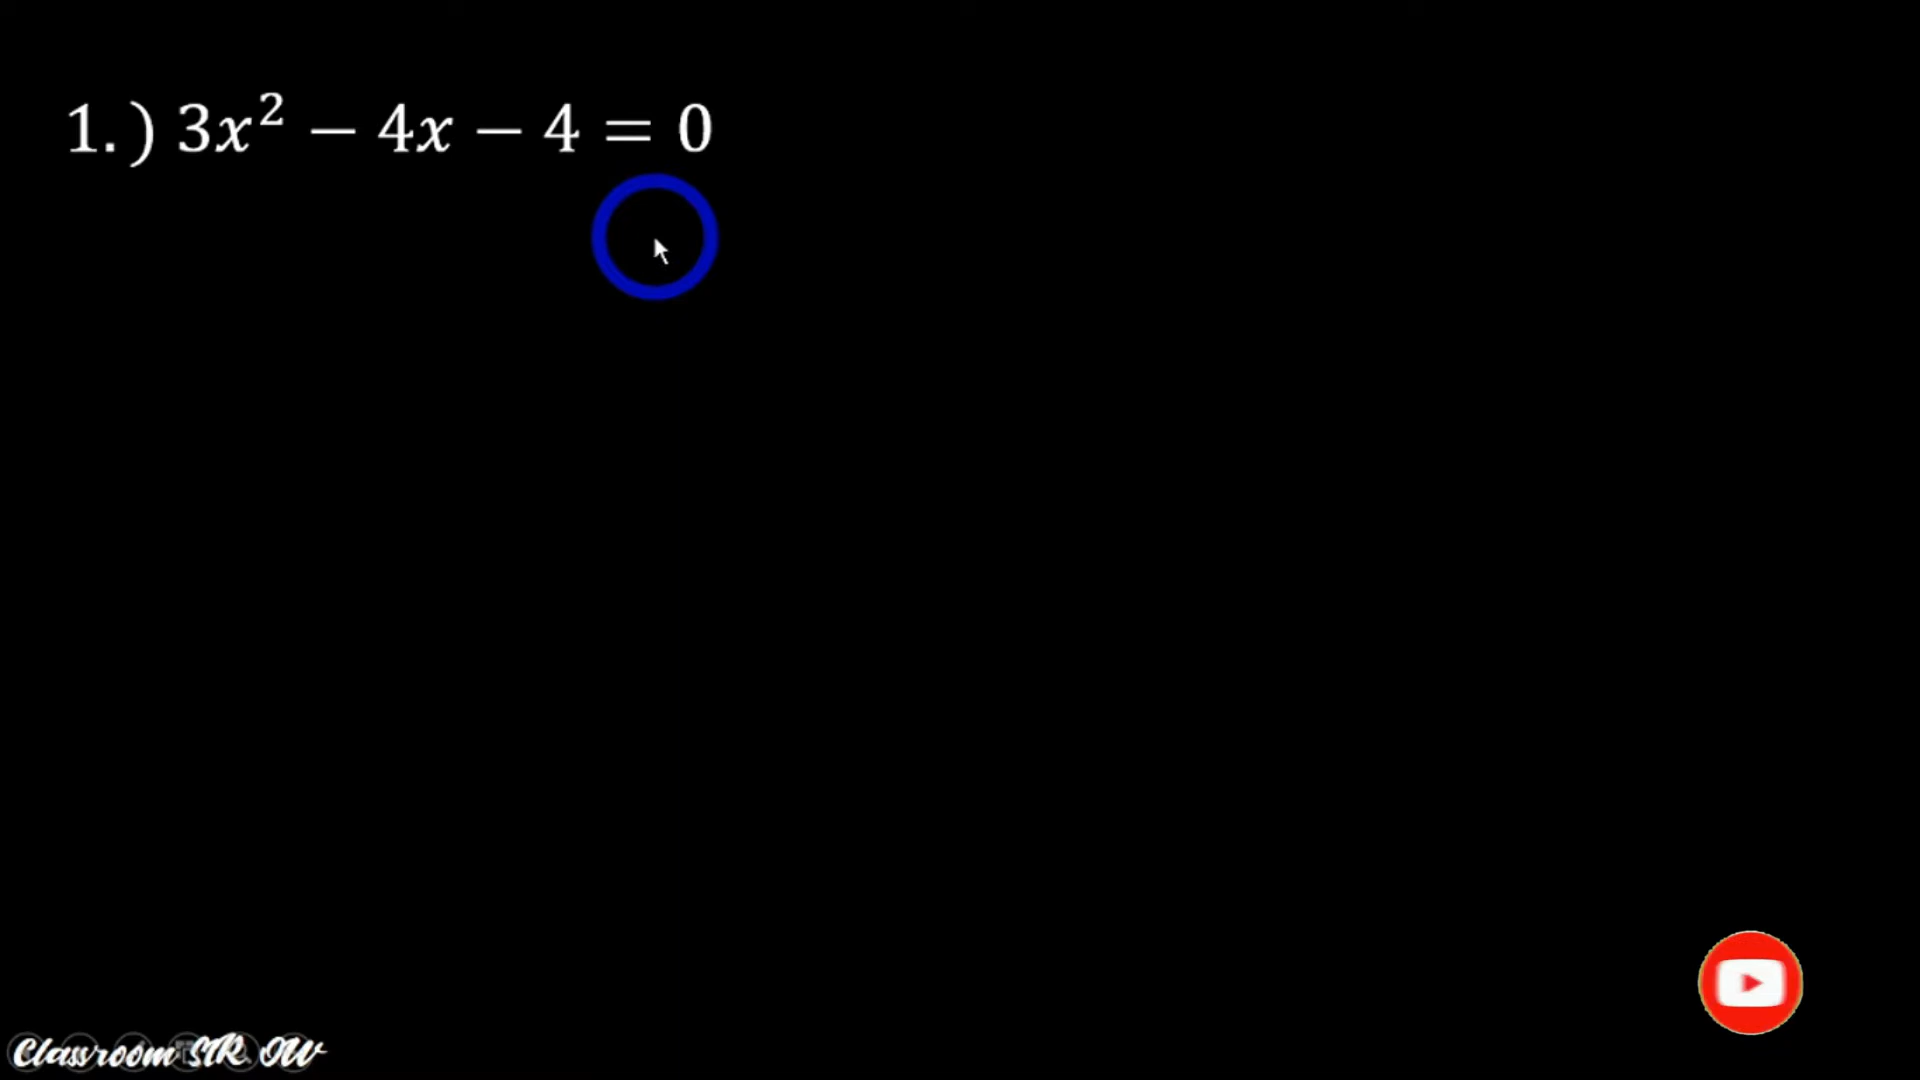 1.) 3x² − 4x − 4 = 0
Classroom STR OW